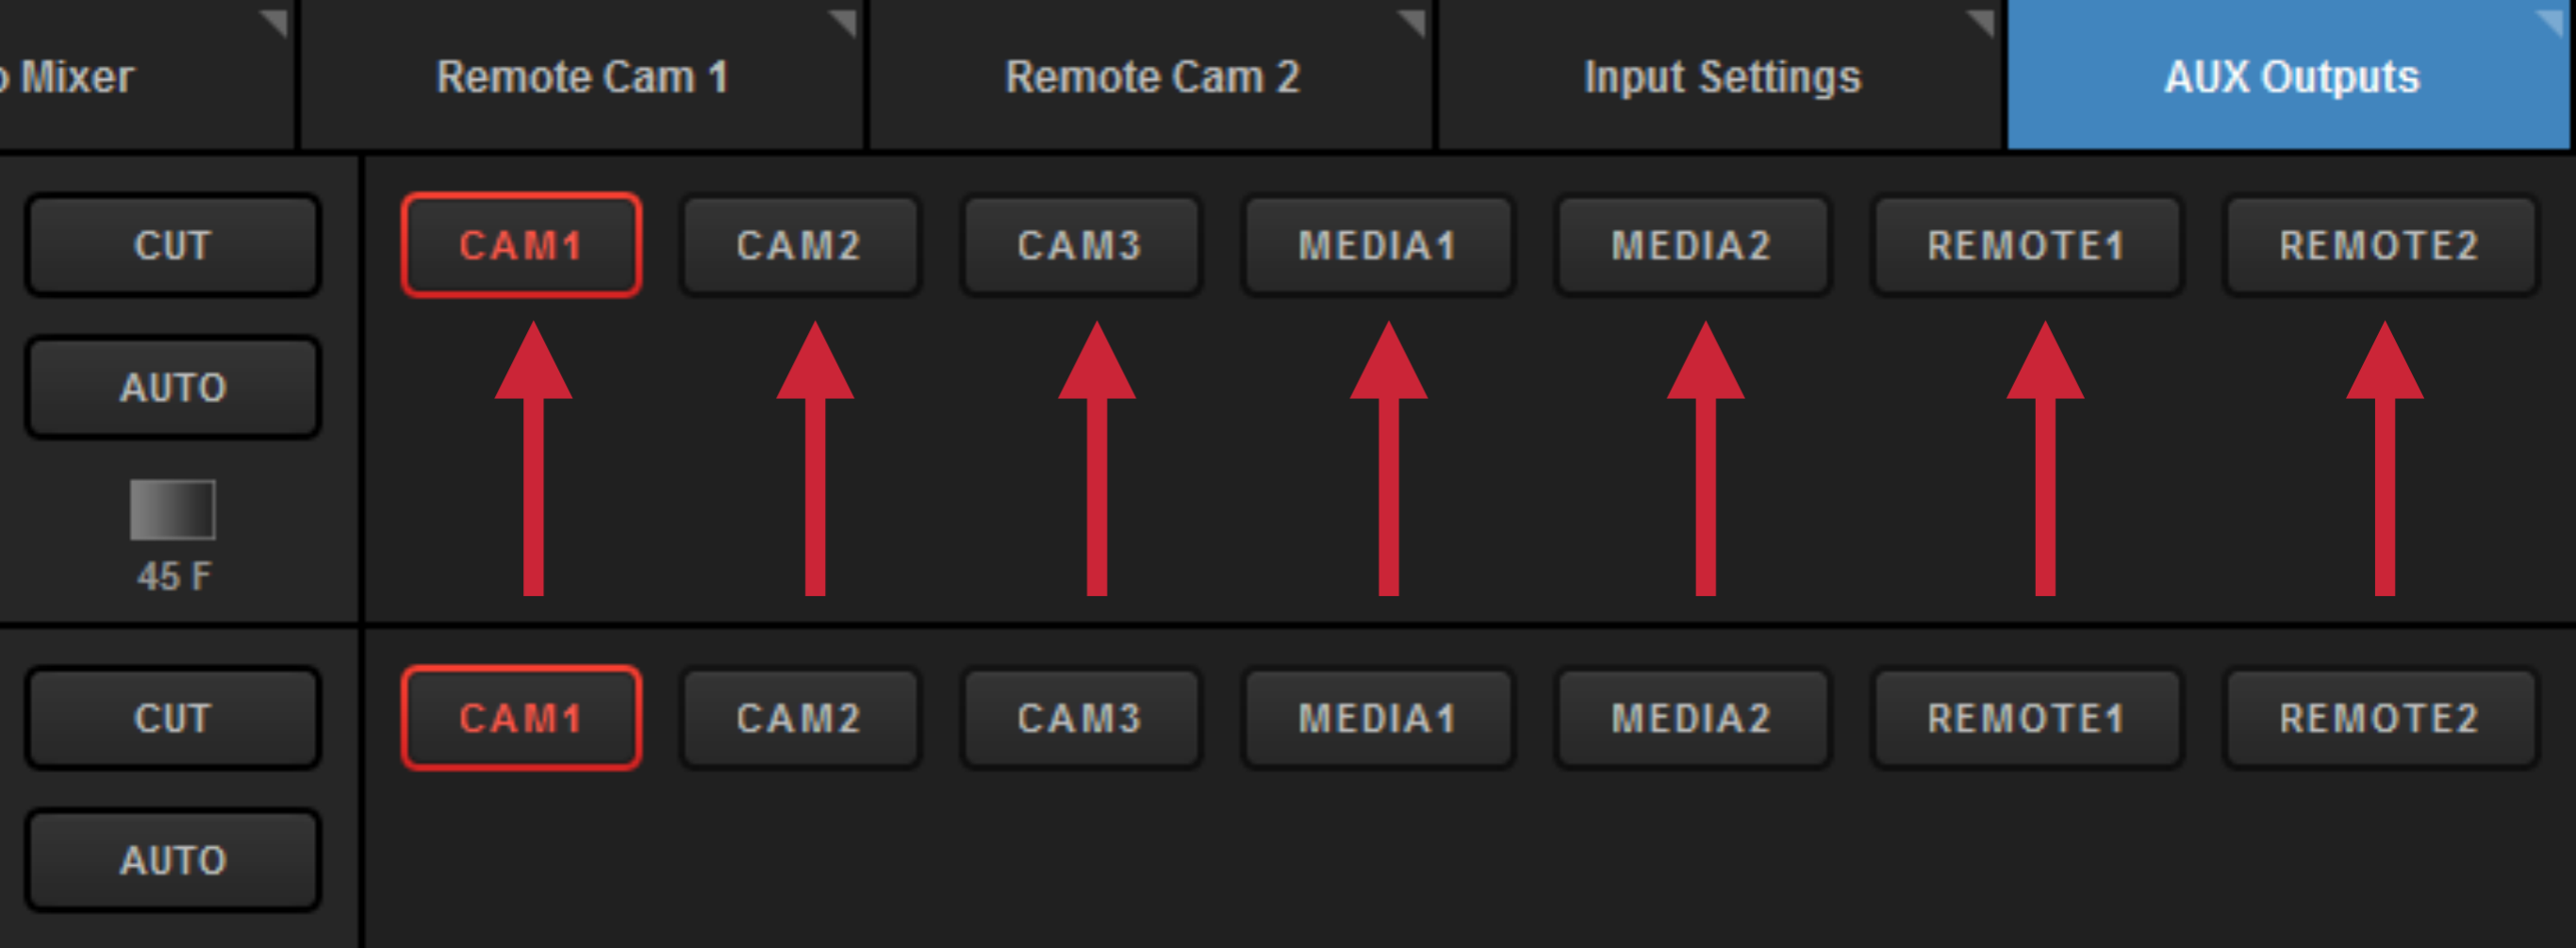 o Mixer Remote Cam 1 Remote Cam 2 Input Settings AUX Outputs
CUT CAM1 CAM2 CAM3 MEDIA1 MEDIA2 REMOTE1 REMOTE2
AUTO
45 F
CUT CAM1 CAM2 CAM3 MEDIA1 MEDIA2 REMOTE1 REMOTE2
AUTO